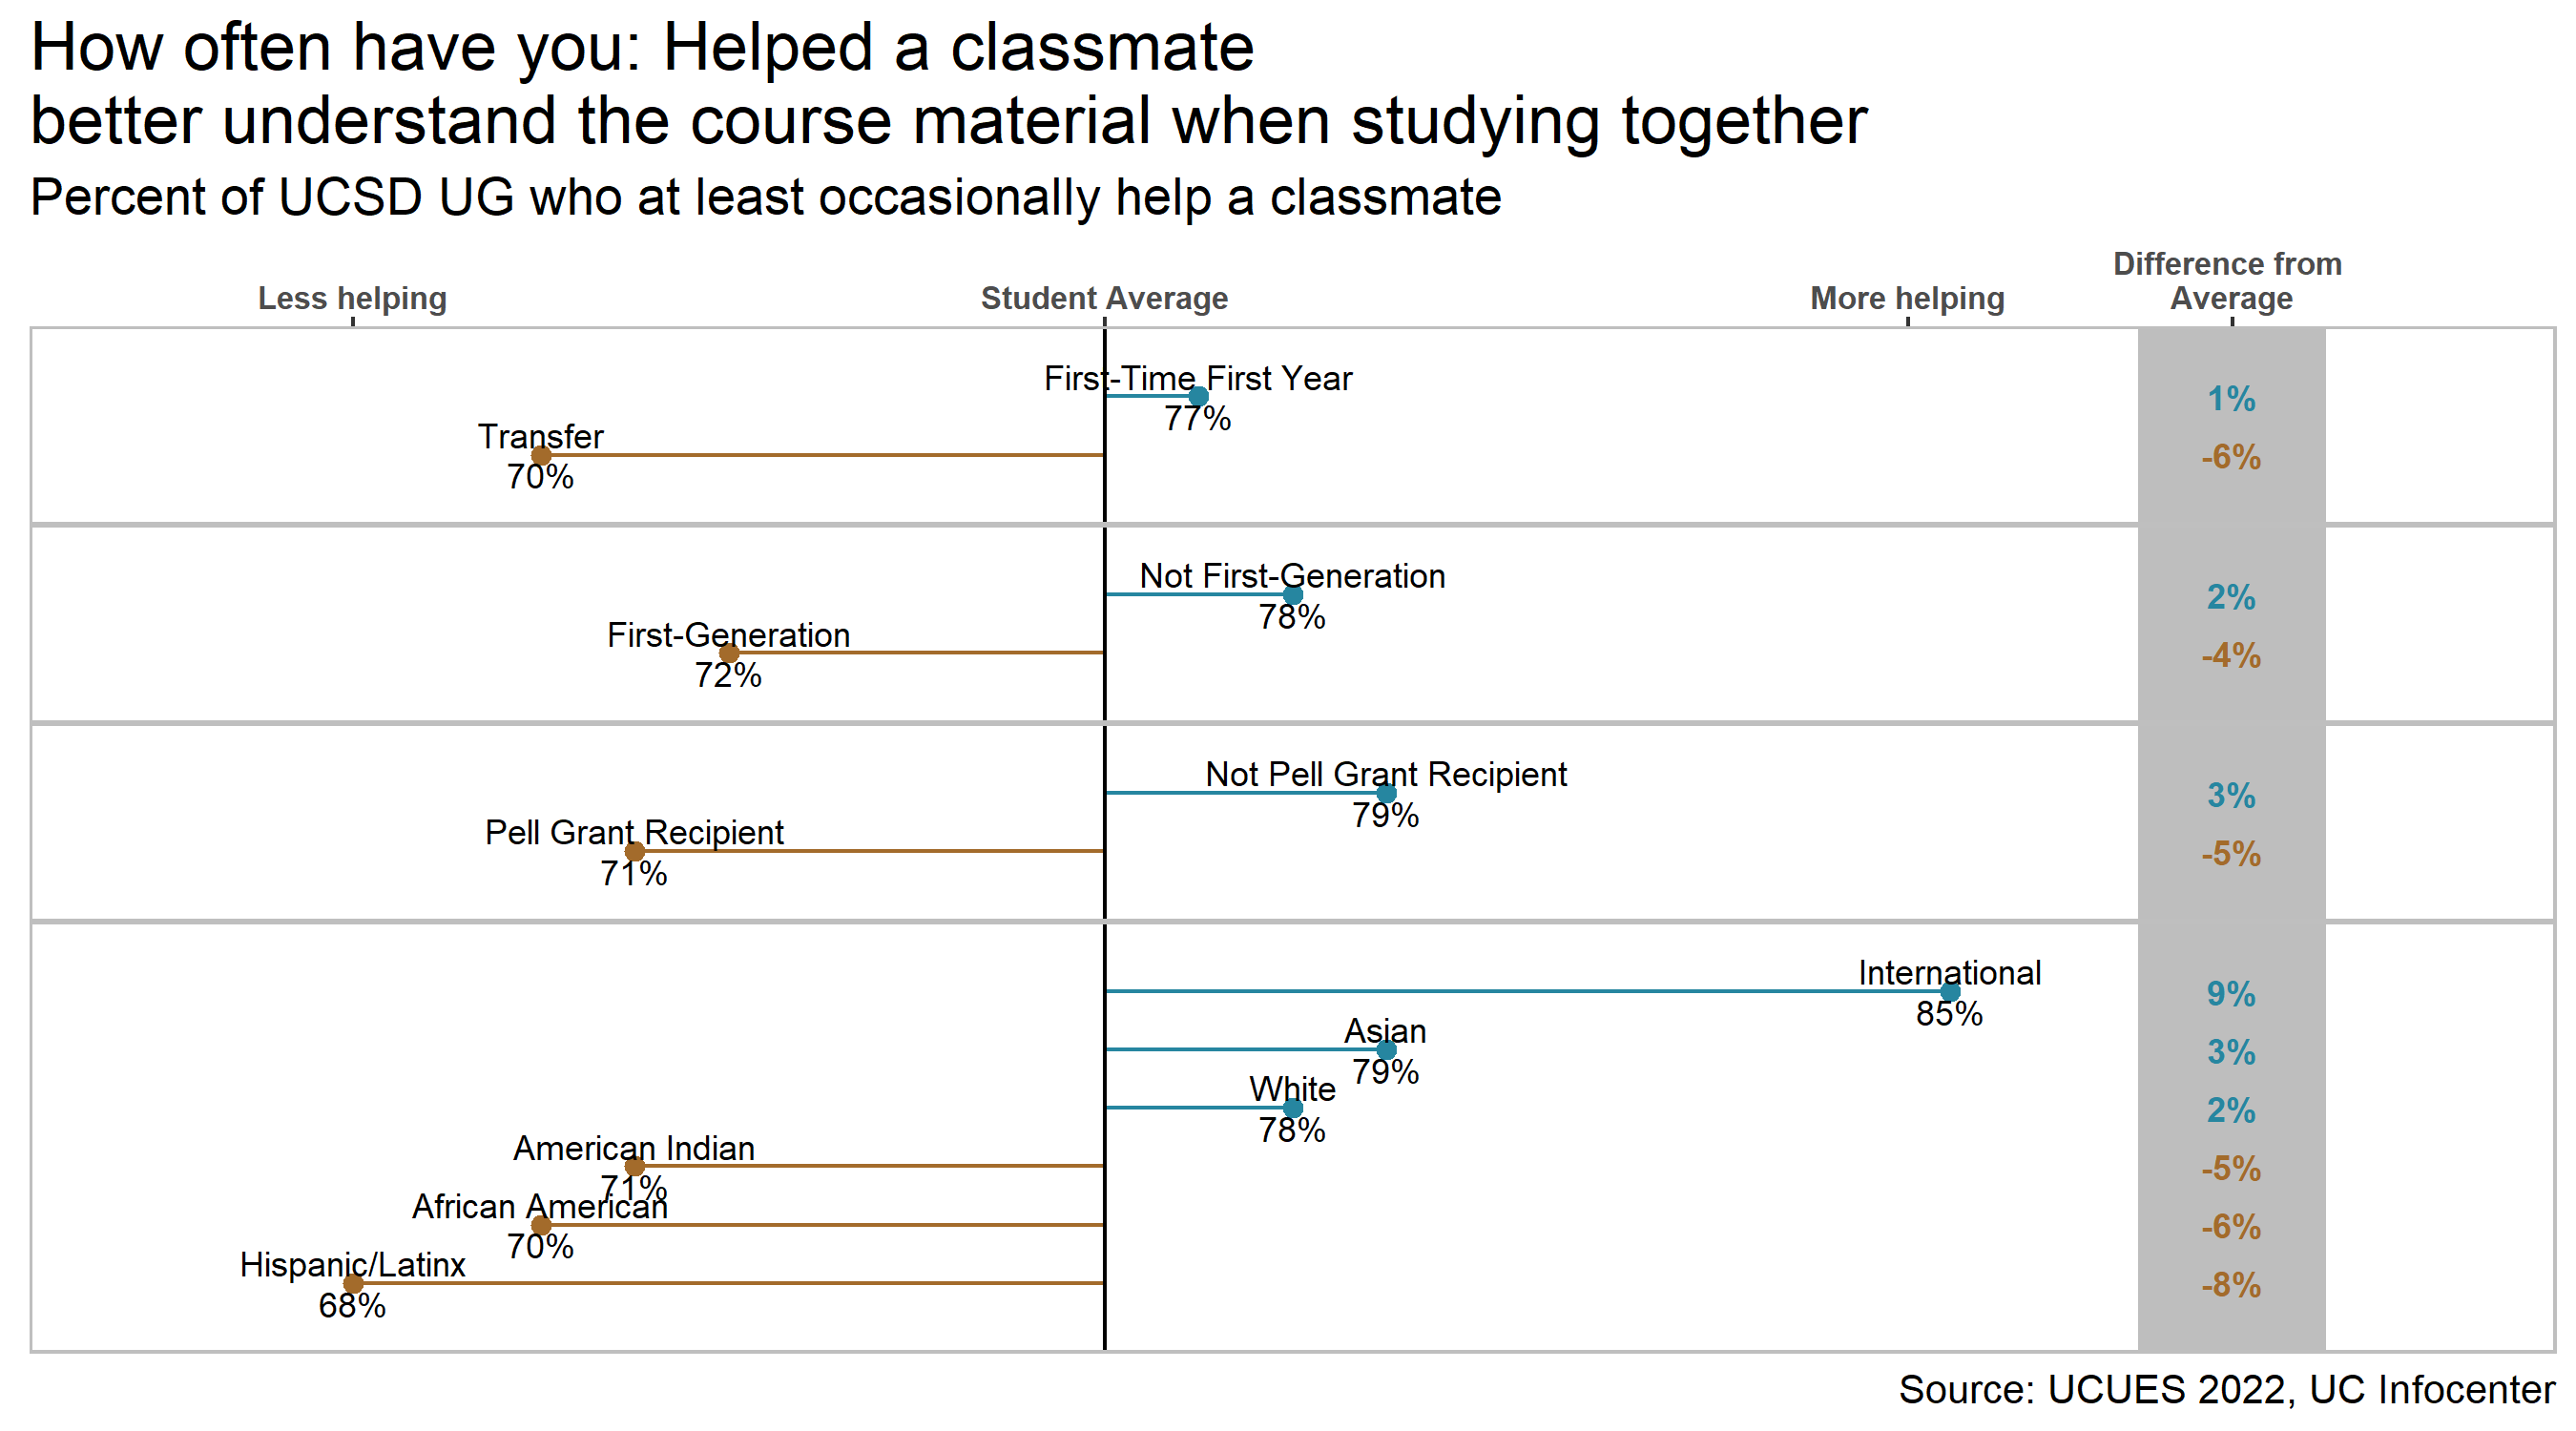 How often have you: Helped a classmate
better understand the course material when studying together
Percent of UCSD UG who at least occasionally help a classmate
Difference from
Less helping Student Average More helping Average
First-Time First Year
77% 1%
Transfer
70% -6%
Not First-Generation
78% 2%
First-Generation
72% -4%
Not Pell Grant Recipient
79% 3%
Pell Grant Recipient
71% -5%
International
85% 9%
Asian
79% 3%
White
78% 2%
American Indian
71% -5%
African American
70% -6%
Hispanic/Latinx
68% -8%
Source: UCUES 2022, UC Infocenter